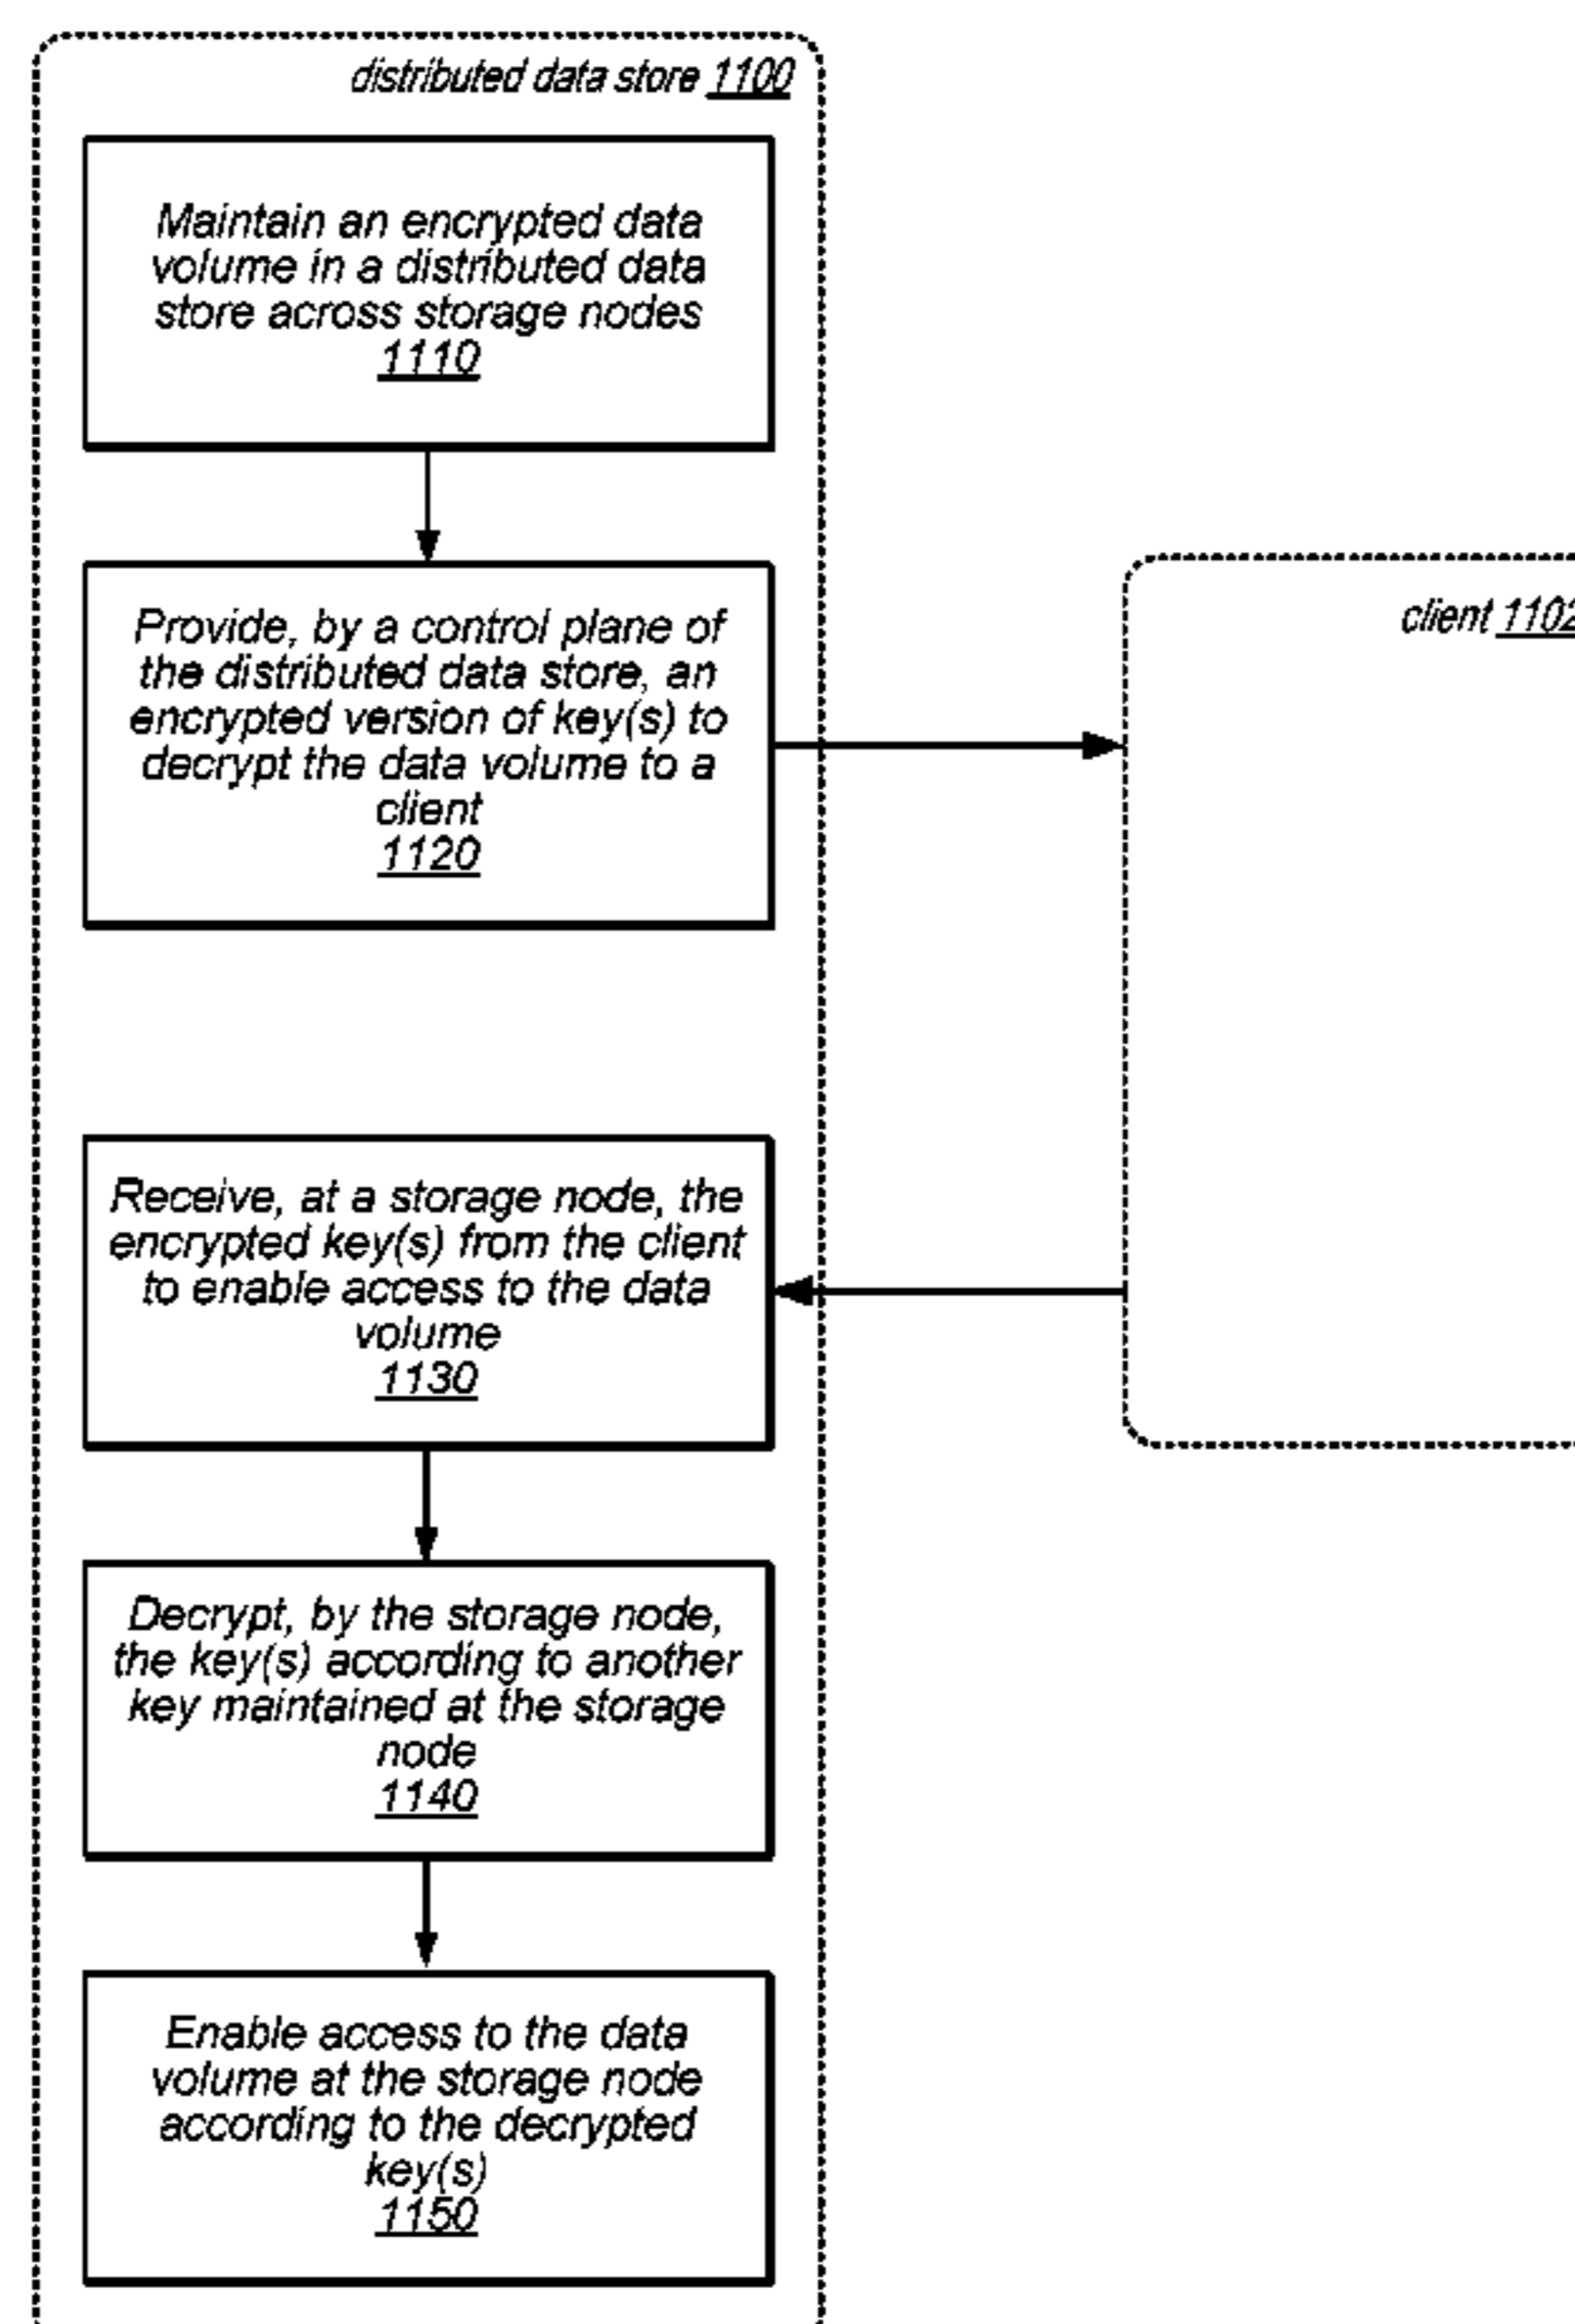 distributed data store 1100
Maintain an encrypted data
volume in a distributed data
store across storage nodes
1110
Provide, by a control plane of
the distributed data store, an
encrypted version of key(s) to
decrypt the data volume to a
client
1120
client 1102
Receive, at a storage node, the
encrypted key(s) from the client
to enable access to the data
volume
1130
Decrypt, by the storage node,
the key(s) according to another
key maintained at the storage
node
1140
Enable access to the data
volume at the storage node
according to the decrypted
key(s)
1150